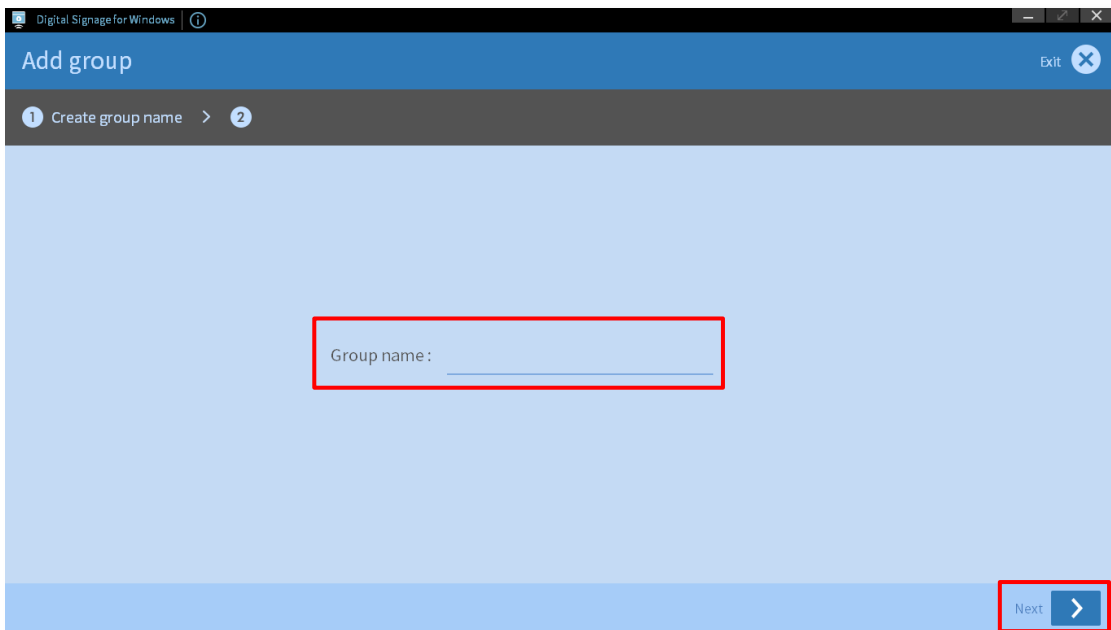 Digital Signage for Windows
Add group
Exit
1 Create group name > 2
Group name :
Next